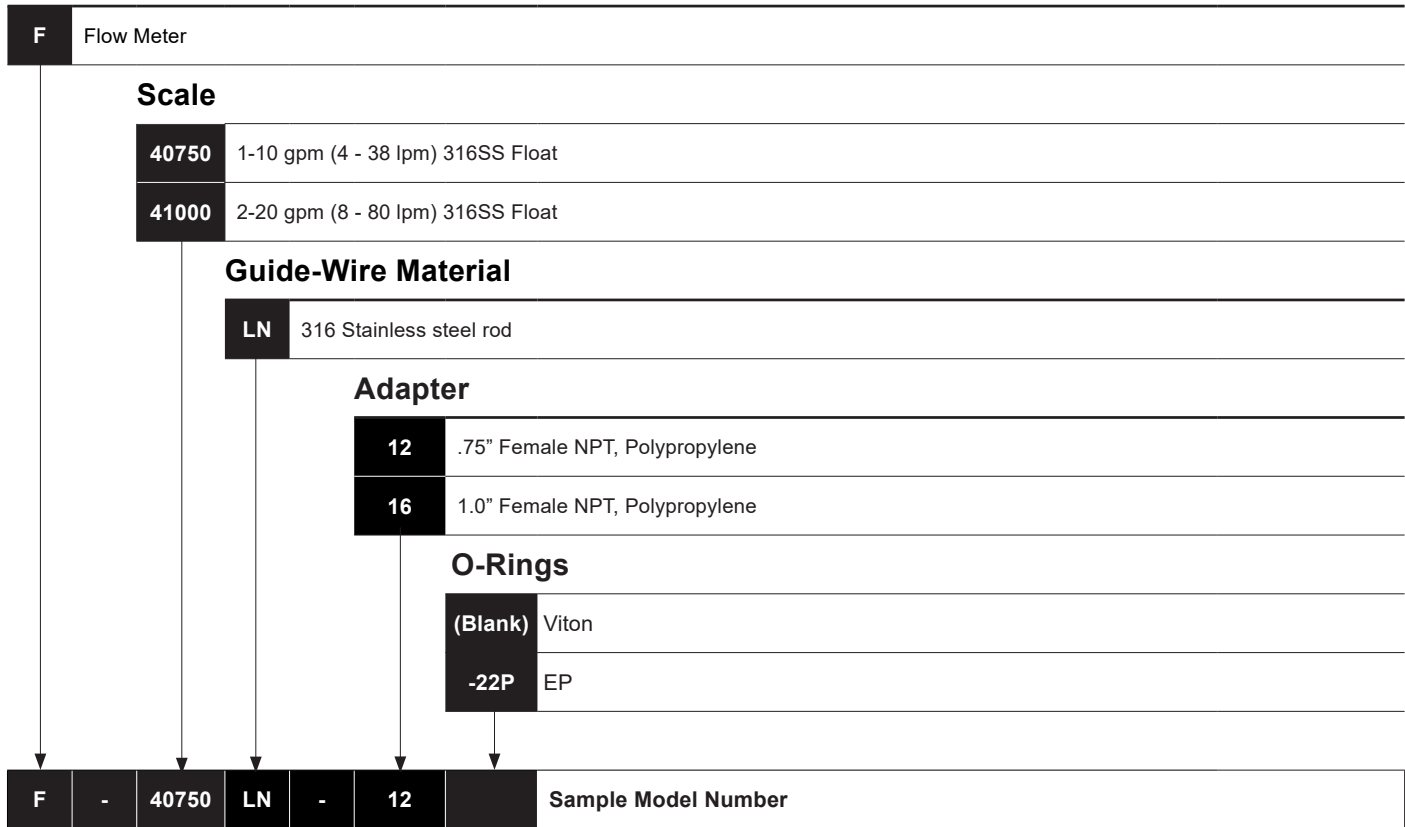 F Flow Meter
Scale
40750 1-10 gpm (4 - 38 lpm) 316SS Float
41000 2-20 gpm (8 - 80 lpm) 316SS Float
Guide-Wire Material
LN 316 Stainless steel rod
Adapter
12 .75” Female NPT, Polypropylene
16 1.0” Female NPT, Polypropylene
O-Rings
(Blank) Viton
-22P EP
F - 40750 LN - 12 Sample Model Number